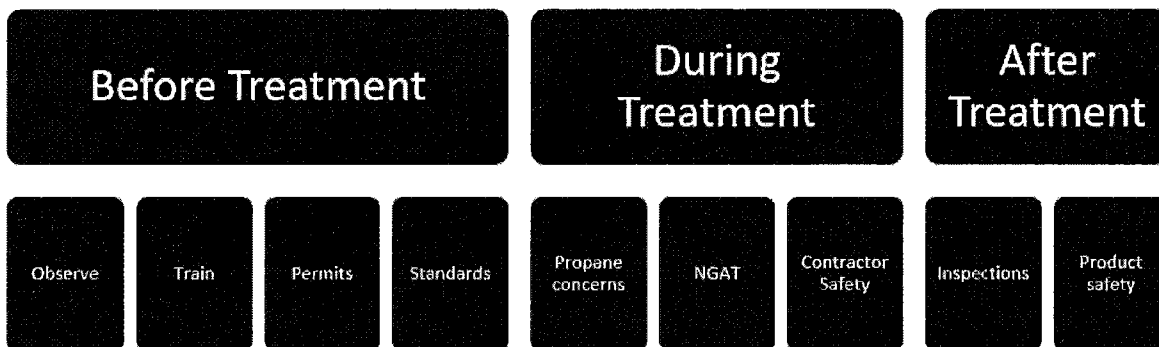 Before Treatment
During
Treatment
After
Treatment
Observe
Train
Permits
Standards
Propane
concerns
NGAT
Contractor
Safety
Inspections
Product
safety